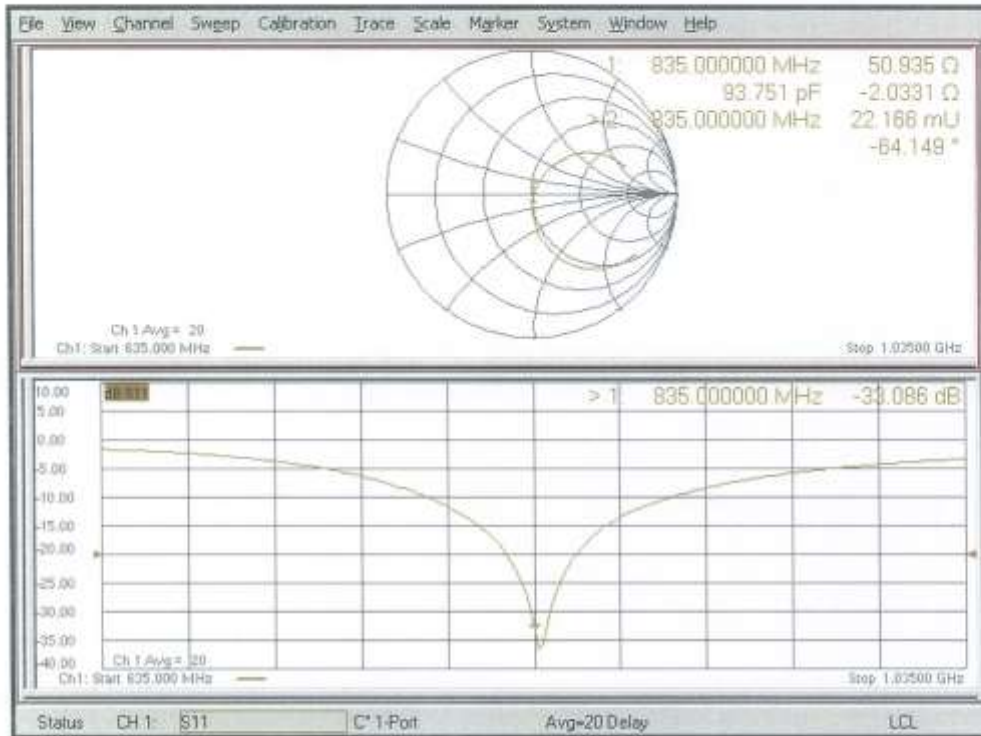 File View Channel Sweep Calibration Trace Scale Marker System Window Help
1: 835.000000 MHz 50.935 Ω
93.751 pF -2.0331 Ω
> 2: 835.000000 MHz 22.166 mU
-64.149 °
Ch 1 Avg = 20
Ch1: Start 635.000 MHz
Stop 1.03500 GHz
10.00
5.00
0.00
-5.00
-10.00
-15.00
-20.00
-25.00
-30.00
-35.00
-40.00
dB S11
> 1: 835.000000 MHz -33.086 dB
Ch 1 Avg = 20
Ch1: Start 635.000 MHz
Stop 1.03500 GHz
Status CH 1: S11 C* 1-Port Avg=20 Delay LCL